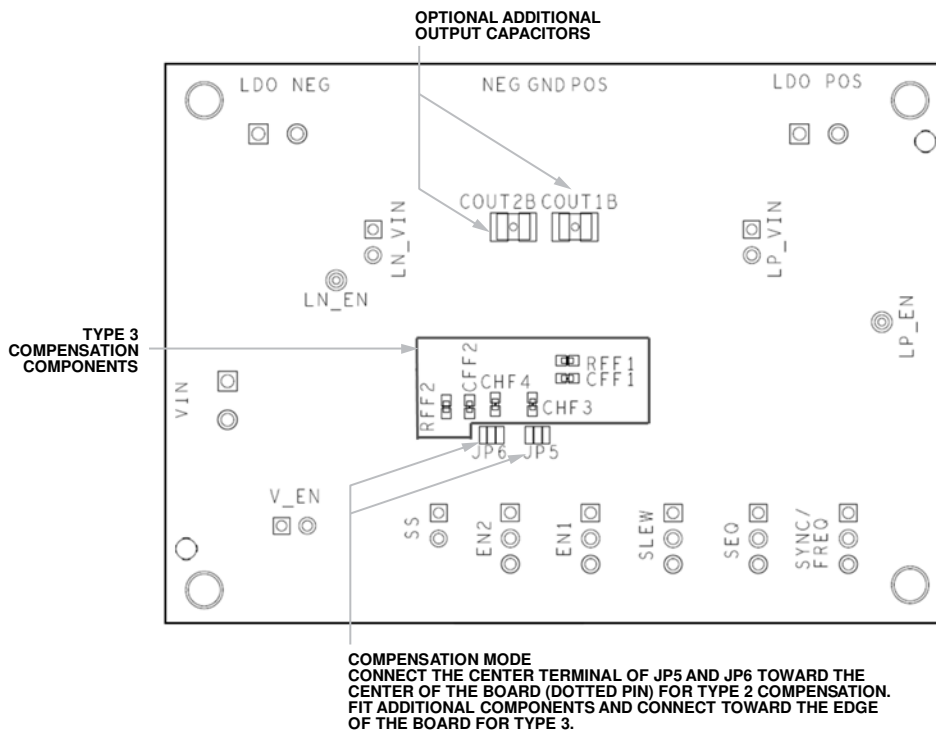 OPTIONAL ADDITIONAL
OUTPUT CAPACITORS
LDO NEG
NEG GND POS
LDO POS
COUT2B COUT1B
LN_VIN
LP_VIN
LN_EN
LP_EN
TYPE 3
COMPENSATION
COMPONENTS
VIN
RFF2
CFF2
CHF4
RFF1
CFF1
CHF3
JP6
JP5
V_EN
SS
EN2
EN1
SLEW
SEQ
SYNC/
FREQ
COMPENSATION MODE
CONNECT THE CENTER TERMINAL OF JP5 AND JP6 TOWARD THE
CENTER OF THE BOARD (DOTTED PIN) FOR TYPE 2 COMPENSATION.
FIT ADDITIONAL COMPONENTS AND CONNECT TOWARD THE EDGE
OF THE BOARD FOR TYPE 3.